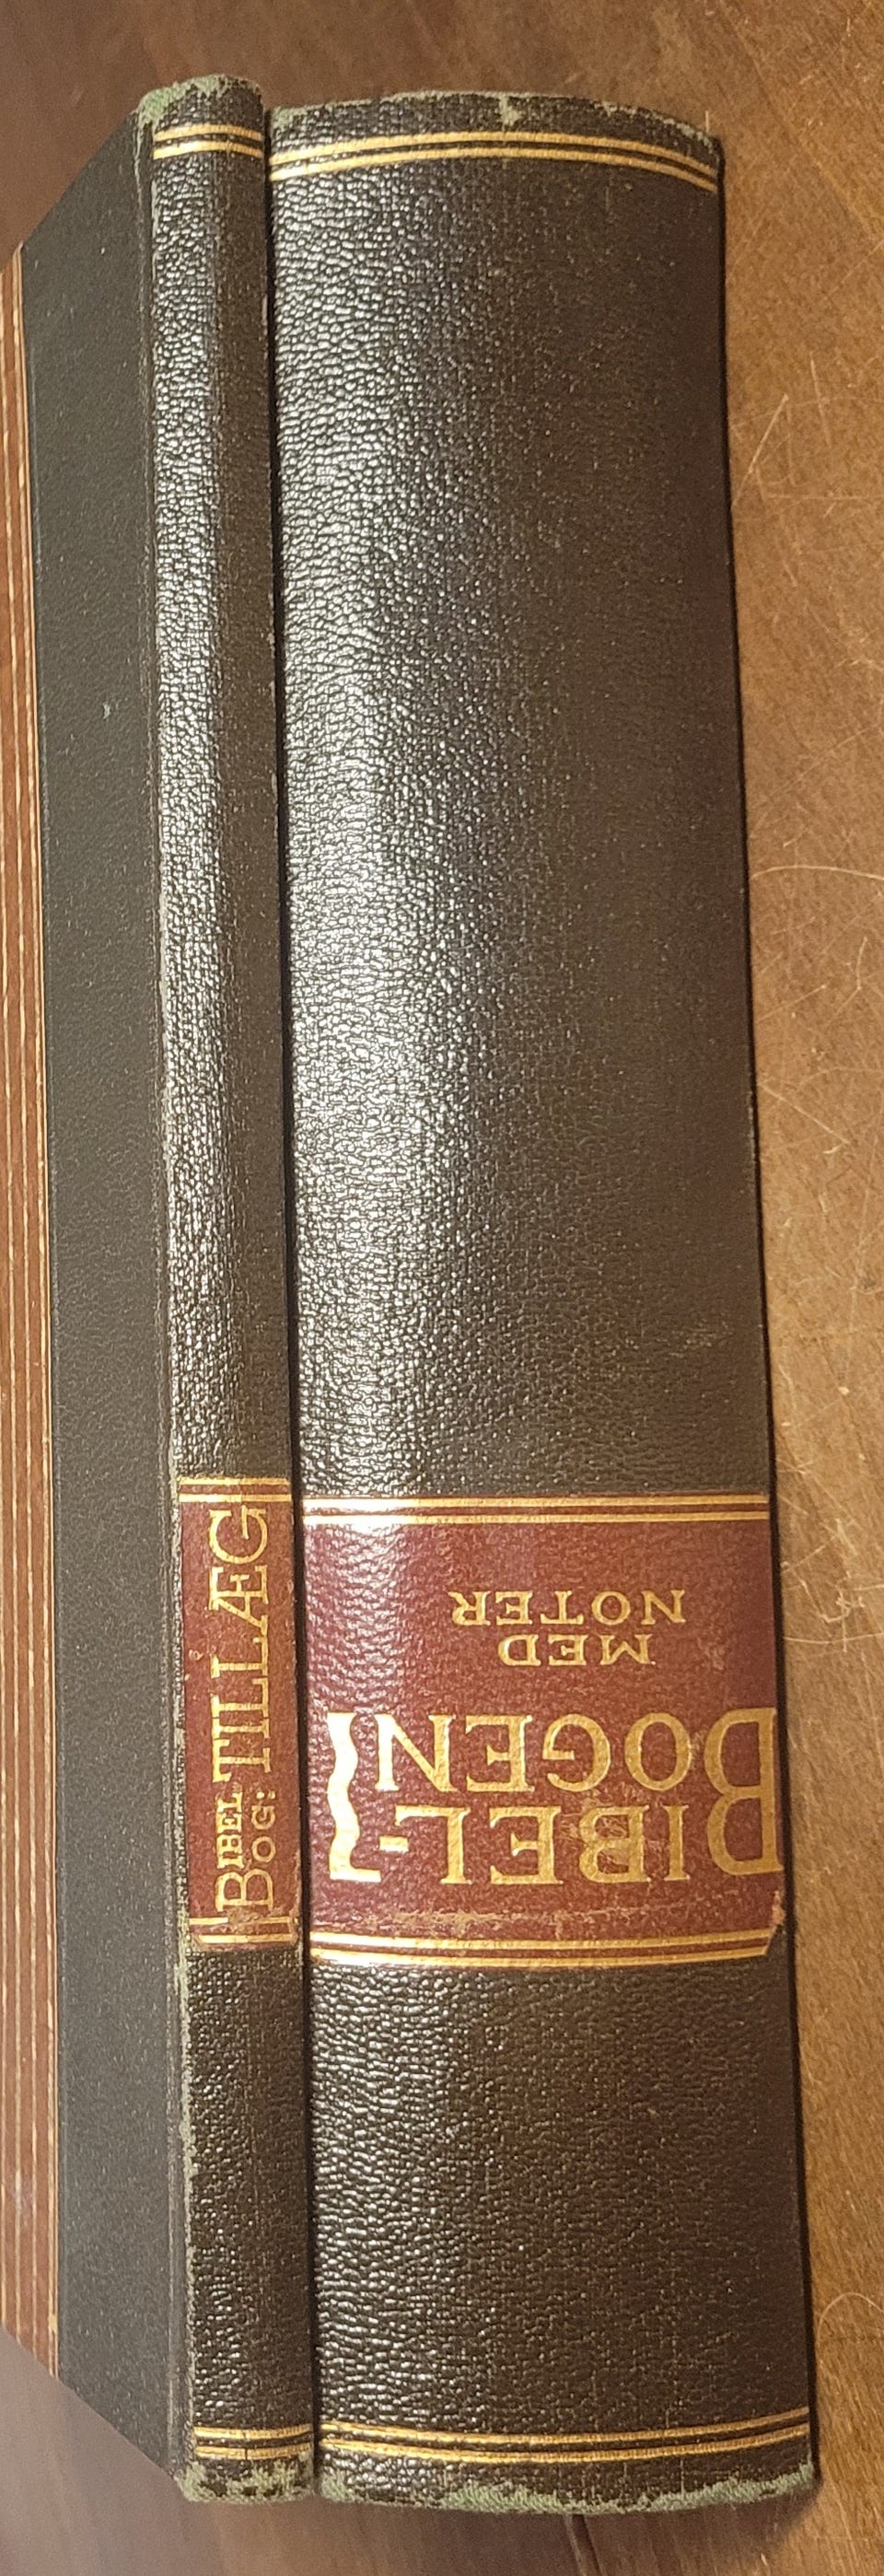 BIBEL
BOG: TILLÆG
BIBEL-
BOGEN
MED
NOTER